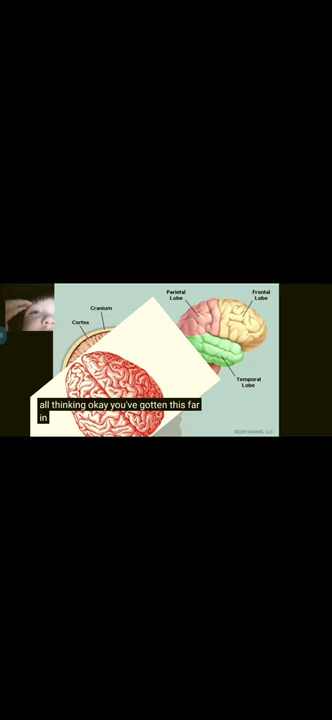 Parietal
Lobe
Frontal
Lobe
Cranium
Cortex
Temporal
Lobe
all thinking okay you've gotten this far
in